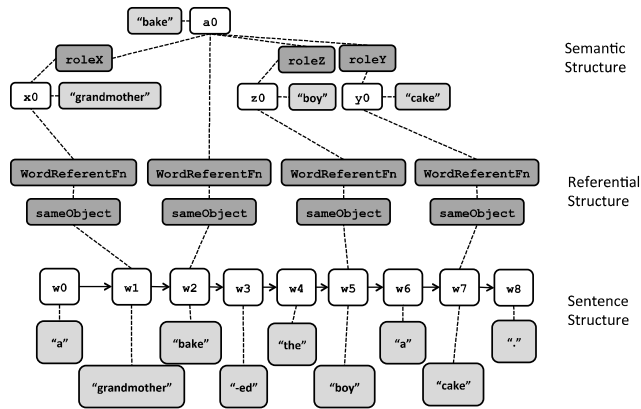 “bake” a0
Semantic
Structure
roleX roleZ roleY
x0 “grandmother” z0 “boy” y0 “cake”
WordReferentFn WordReferentFn WordReferentFn WordReferentFn
Referential
Structure
sameObject sameObject sameObject sameObject
w0 w1 w2 w3 w4 w5 w6 w7 w8
Sentence
Structure
“a” “bake” “the” “a” “.”
“grandmother” “-ed” “boy” “cake”